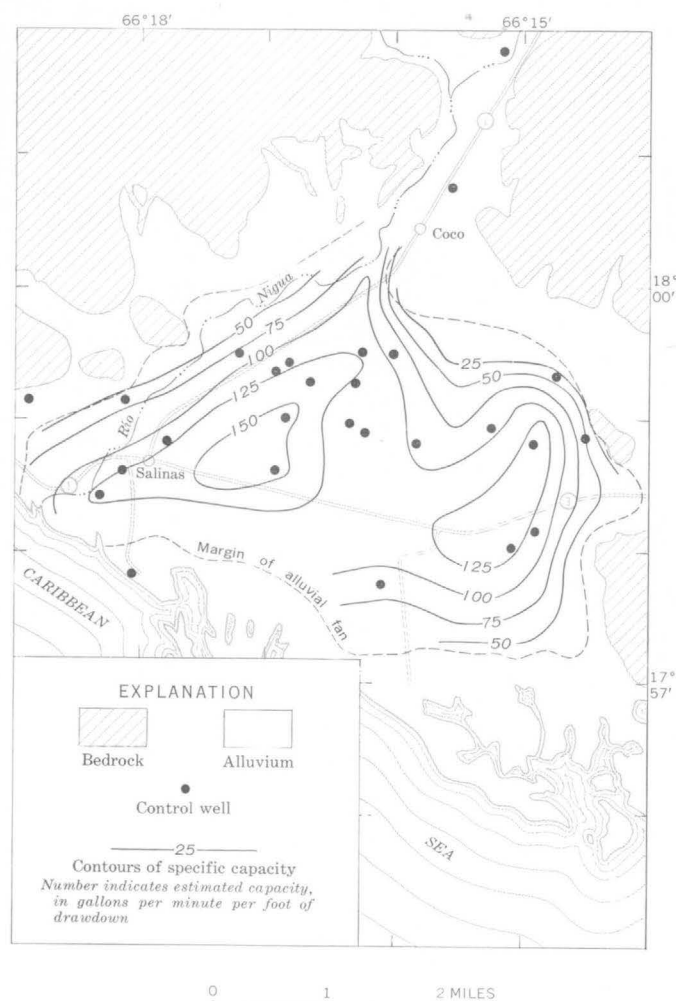 66°18'
66°15'
Coco
18°
00'
Nigua
50
75
100
125
150
25
50
Rio
Salinas
125
100
75
50
Margin of alluvial fan
CARIBBEAN
17°
57'
SEA
EXPLANATION
Bedrock
Alluvium
Control well
25
Contours of specific capacity
Number indicates estimated capacity,
in gallons per minute per foot of
drawdown
0 1 2 MILES